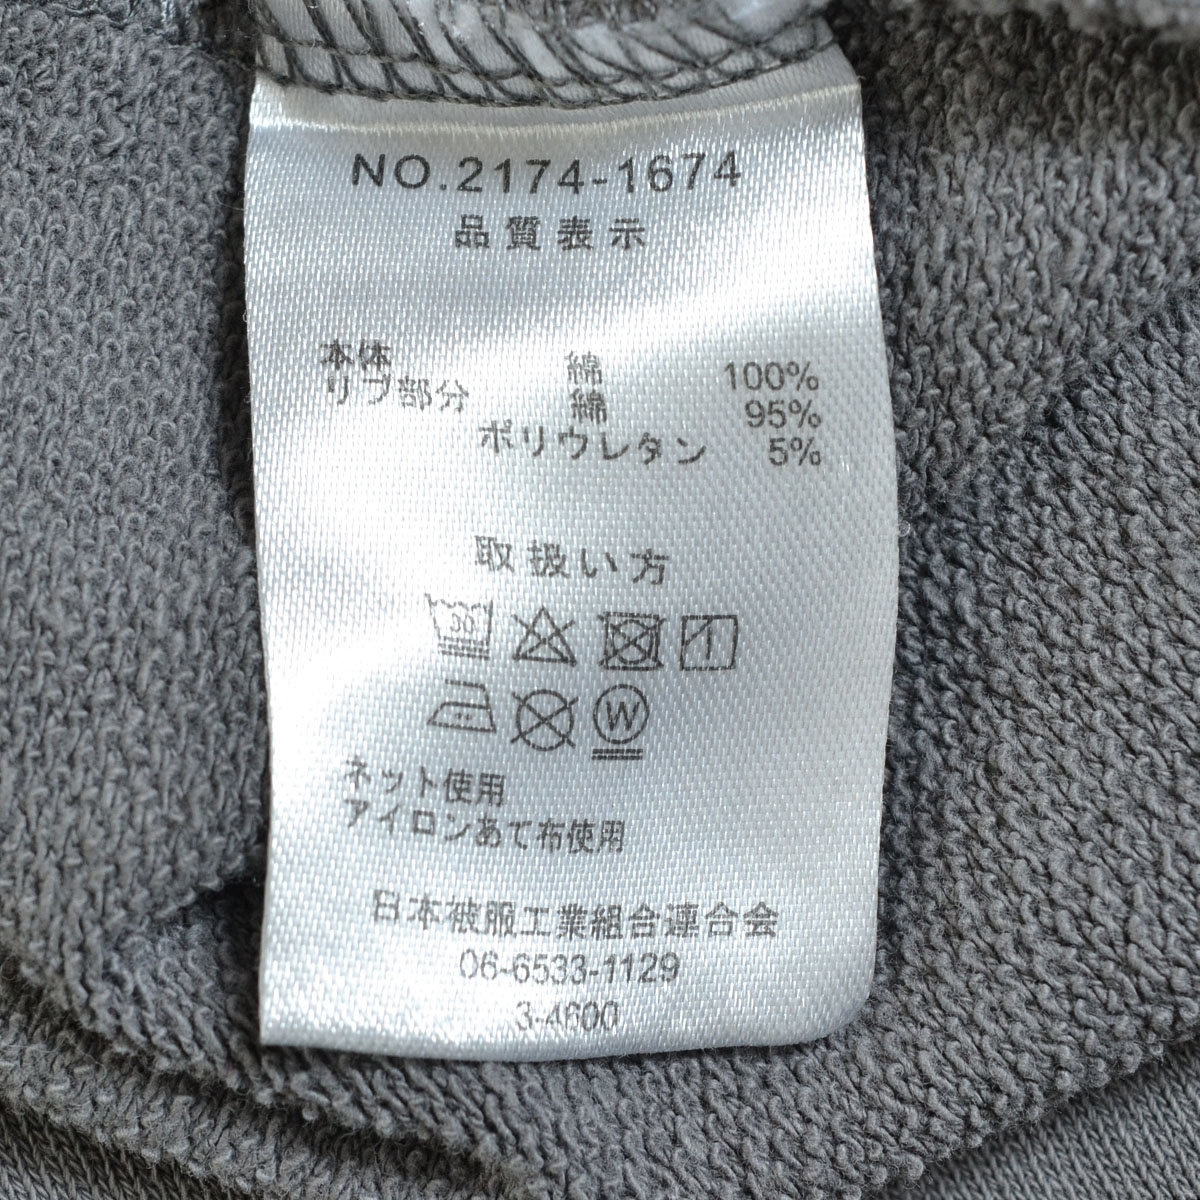 NO.2174-1674
品質表示
本体 綿 100%
リブ部分 綿 95%
ポリウレタン 5%
取扱い方
30
W
ネット使用
アイロンあて布使用
日本被服工業組合連合会
06-6533-1129
3-4600